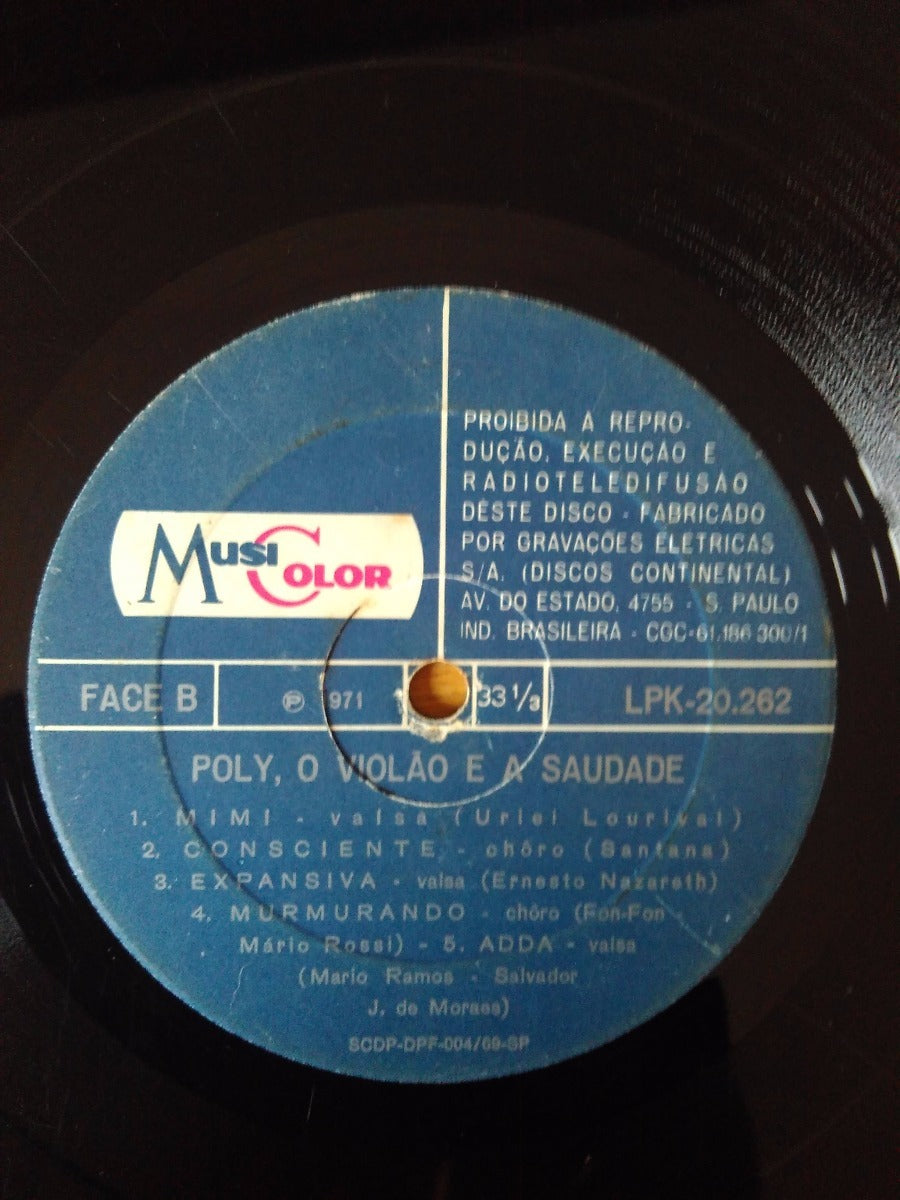 PROIBIDA A REPRO-
DUÇÃO, EXECUÇÃO E
RADIOTELEDIFUSÃO
DESTE DISCO - FABRICADO
POR GRAVAÇÕES ELÉTRICAS
S/A. (DISCOS CONTINENTAL)
AV. DO ESTADO, 4755 - S. PAULO
IND. BRASILEIRA - CGC-61.186 300/1
MUSICOLOR
FACE B ℗ 1971 33 1/3 LPK-20.262
POLY, O VIOLÃO E A SAUDADE
1. MIMI - valsa (Uriel Lourival)
2. CONSCIENTE - chôro (Santana)
3. EXPANSIVA - valsa (Ernesto Nazareth)
4. MURMURANDO - chôro (Fon-Fon -
Mário Rossi) - 5. ADDA - valsa
(Mario Ramos - Salvador
J. de Moraes)
SCDP-DPF-004/69-SP